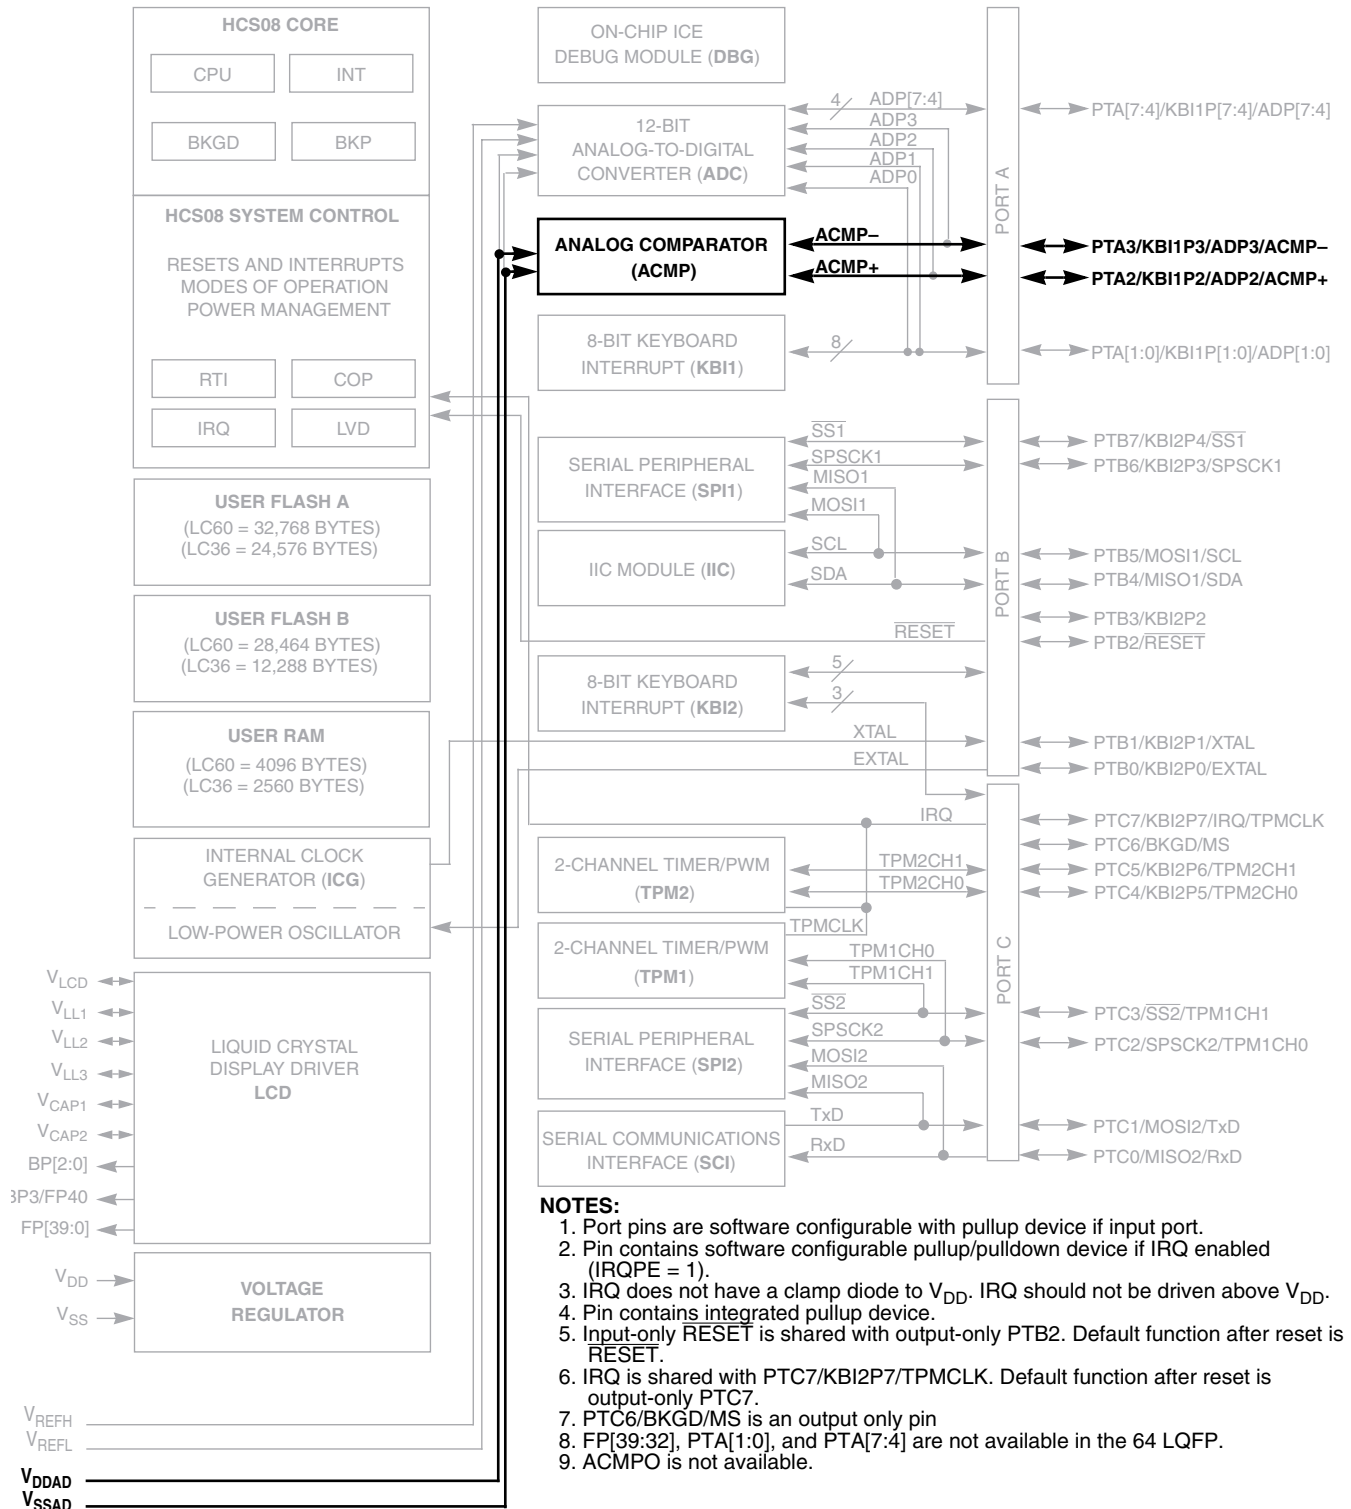 HCS08 CORE
CPU
INT
BKGD
BKP
HCS08 SYSTEM CONTROL
RESETS AND INTERRUPTS
MODES OF OPERATION
POWER MANAGEMENT
RTI
COP
IRQ
LVD
USER FLASH A
(LC60 = 32,768 BYTES)
(LC36 = 24,576 BYTES)
USER FLASH B
(LC60 = 28,464 BYTES)
(LC36 = 12,288 BYTES)
USER RAM
(LC60 = 4096 BYTES)
(LC36 = 2560 BYTES)
INTERNAL CLOCK
GENERATOR (ICG)
LOW-POWER OSCILLATOR
VLCD
VLL1
VLL2
VLL3
VCAP1
VCAP2
BP[2:0]
BP3/FP40
FP[39:0]
LIQUID CRYSTAL
DISPLAY DRIVER
LCD
VDD
VSS
VOLTAGE
REGULATOR
VREFH
VREFL
VDDAD
VSSAD
ON-CHIP ICE
DEBUG MODULE (DBG)
12-BIT
ANALOG-TO-DIGITAL
CONVERTER (ADC)
4
ADP[7:4]
ADP3
ADP2
ADP1
ADP0
ANALOG COMPARATOR
(ACMP)
ACMP–
ACMP+
8-BIT KEYBOARD
INTERRUPT (KBI1)
8
SERIAL PERIPHERAL
INTERFACE (SPI1)
SS1
SPSCK1
MISO1
MOSI1
IIC MODULE (IIC)
SCL
SDA
RESET
8-BIT KEYBOARD
INTERRUPT (KBI2)
5
3
XTAL
EXTAL
IRQ
2-CHANNEL TIMER/PWM
(TPM2)
TPM2CH1
TPM2CH0
TPMCLK
2-CHANNEL TIMER/PWM
(TPM1)
TPM1CH0
TPM1CH1
SERIAL PERIPHERAL
INTERFACE (SPI2)
SS2
SPSCK2
MOSI2
MISO2
SERIAL COMMUNICATIONS
INTERFACE (SCI)
TxD
RxD
PORT A
PTA[7:4]/KBI1P[7:4]/ADP[7:4]
PTA3/KBI1P3/ADP3/ACMP–
PTA2/KBI1P2/ADP2/ACMP+
PTA[1:0]/KBI1P[1:0]/ADP[1:0]
PORT B
PTB7/KBI2P4/SS1
PTB6/KBI2P3/SPSCK1
PTB5/MOSI1/SCL
PTB4/MISO1/SDA
PTB3/KBI2P2
PTB2/RESET
PTB1/KBI2P1/XTAL
PTB0/KBI2P0/EXTAL
PORT C
PTC7/KBI2P7/IRQ/TPMCLK
PTC6/BKGD/MS
PTC5/KBI2P6/TPM2CH1
PTC4/KBI2P5/TPM2CH0
PTC3/SS2/TPM1CH1
PTC2/SPSCK2/TPM1CH0
PTC1/MOSI2/TxD
PTC0/MISO2/RxD
NOTES:
1. Port pins are software configurable with pullup device if input port.
2. Pin contains software configurable pullup/pulldown device if IRQ enabled
(IRQPE = 1).
3. IRQ does not have a clamp diode to VDD. IRQ should not be driven above VDD.
4. Pin contains integrated pullup device.
5. Input-only RESET is shared with output-only PTB2. Default function after reset is
RESET.
6. IRQ is shared with PTC7/KBI2P7/TPMCLK. Default function after reset is
output-only PTC7.
7. PTC6/BKGD/MS is an output only pin
8. FP[39:32], PTA[1:0], and PTA[7:4] are not available in the 64 LQFP.
9. ACMPO is not available.